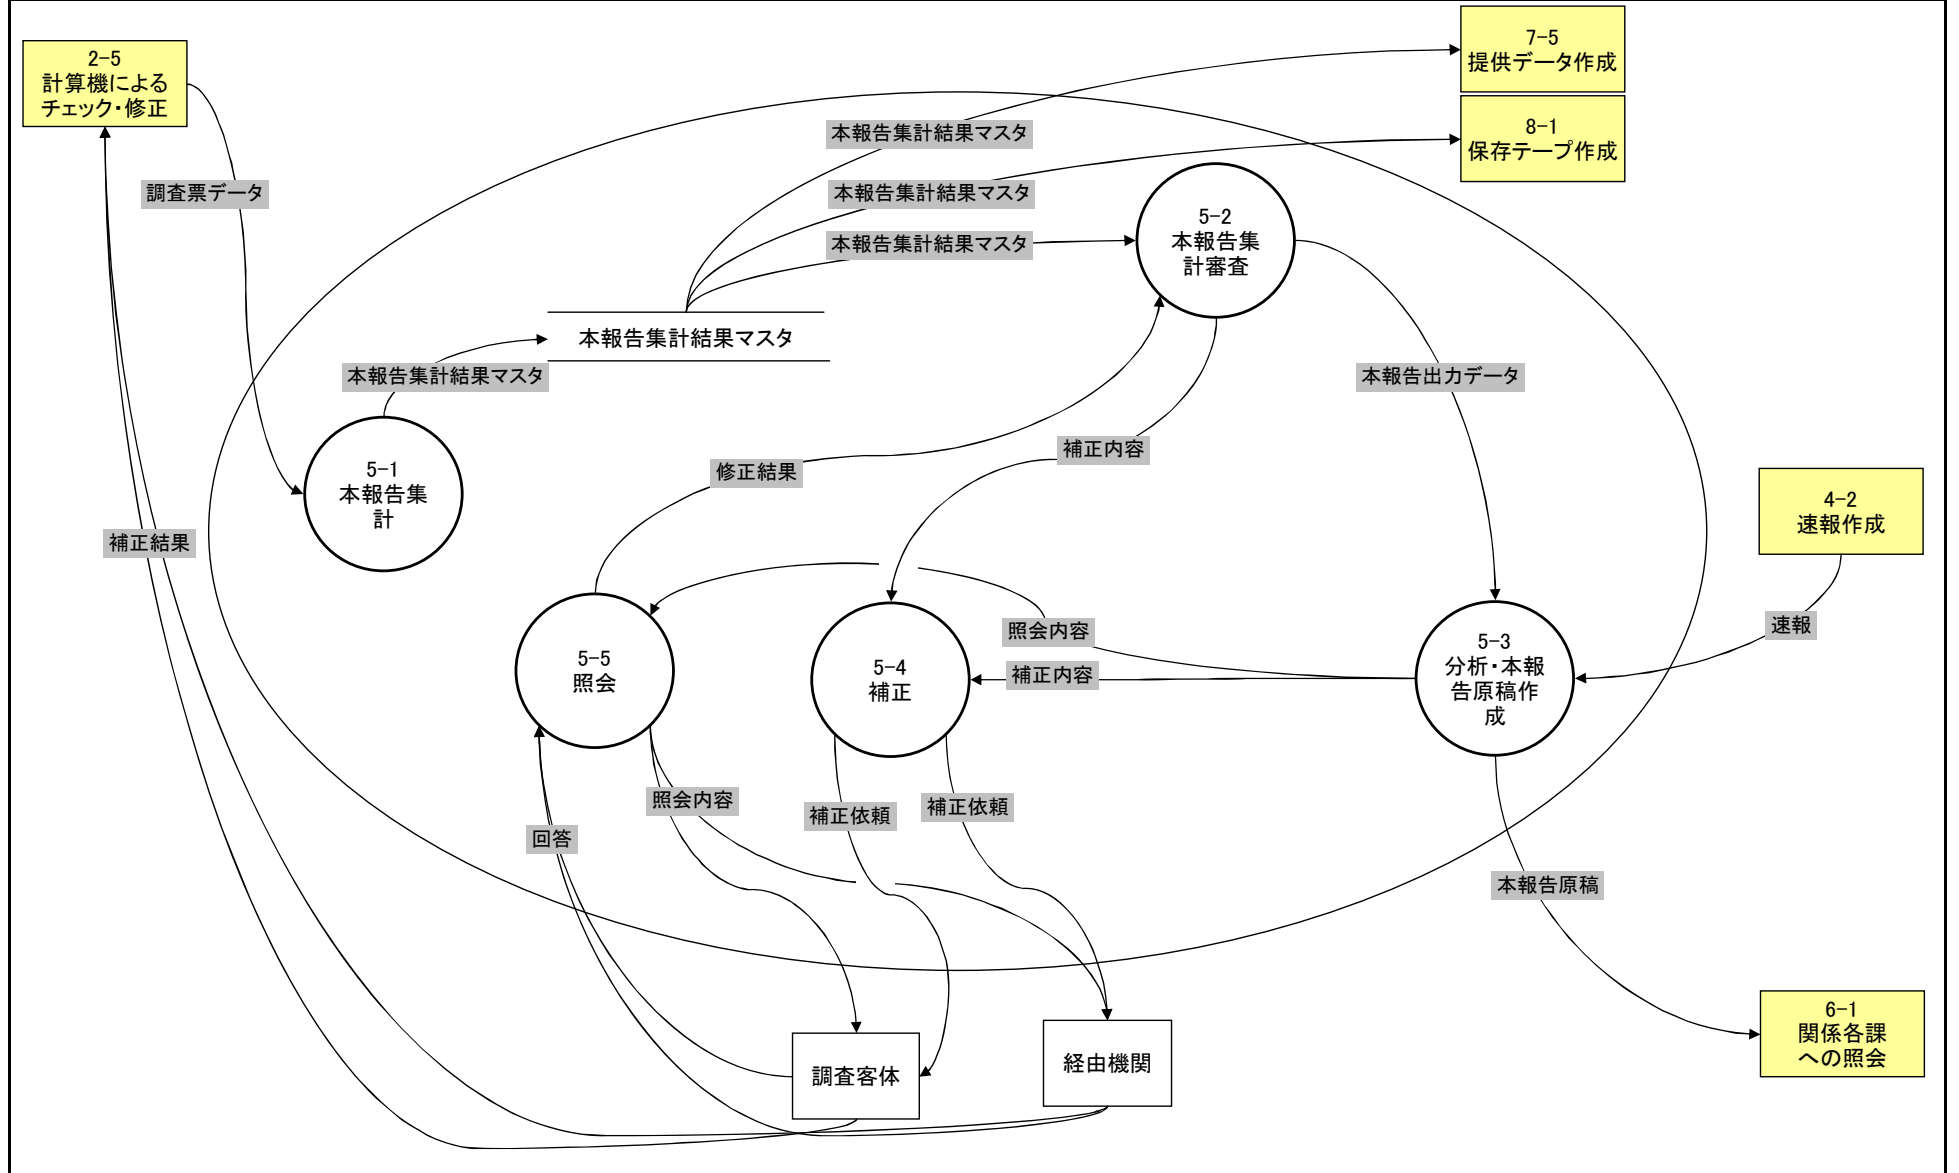 2-5
計算機による
チェック・修正
7-5
提供データ作成
8-1
保存テープ作成
本報告集計結果マスタ
調査票データ
本報告集計結果マスタ
本報告集計結果マスタ
5-2
本報告集
計審査
本報告集計結果マスタ
本報告集計結果マスタ
本報告出力データ
5-1
本報告集
計
修正結果
補正内容
4-2
速報作成
補正結果
照会内容
速報
5-5
照会
5-4
補正
補正内容
5-3
分析・本報
告原稿作
成
照会内容
補正依頼
補正依頼
回答
本報告原稿
調査客体
経由機関
6-1
関係各課
への照会